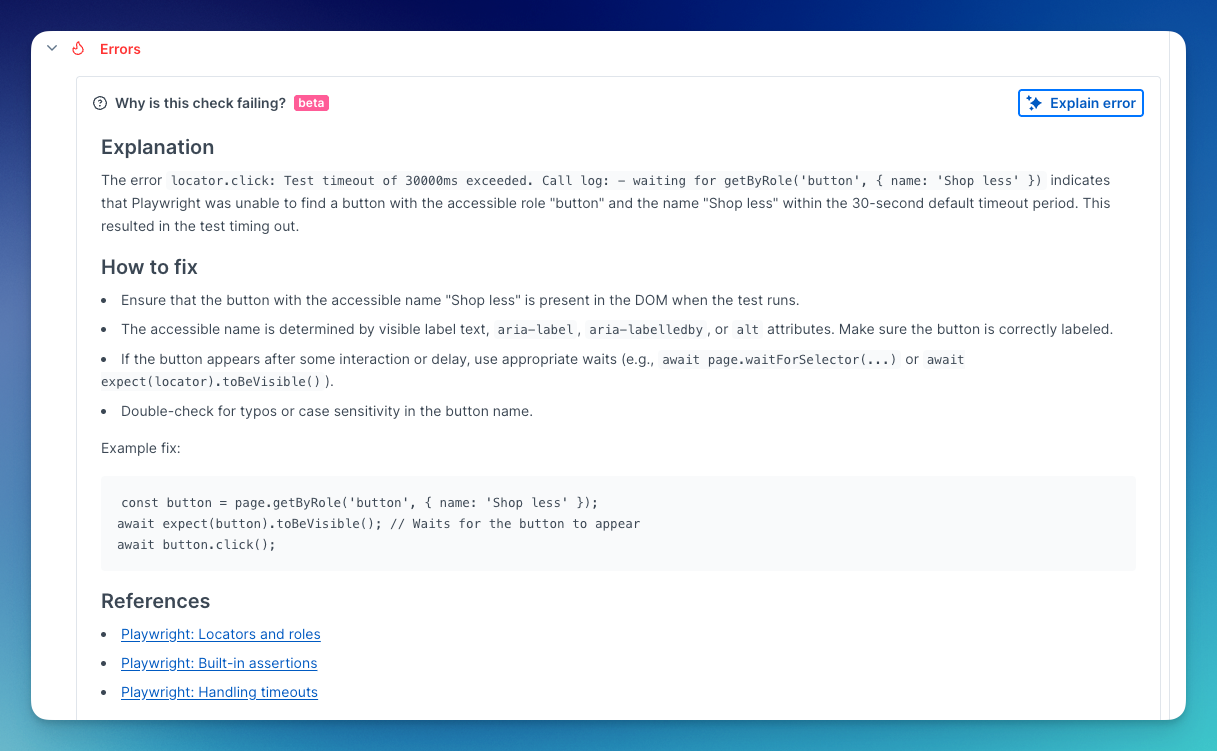 Errors
Why is this check failing? beta
Explain error
Explanation
The error locator.click: Test timeout of 30000ms exceeded. Call log: – waiting for getByRole('button', { name: 'Shop less' }) indicates
that Playwright was unable to find a button with the accessible role "button" and the name "Shop less" within the 30-second default timeout period. This
resulted in the test timing out.
How to fix
• Ensure that the button with the accessible name "Shop less" is present in the DOM when the test runs.
• The accessible name is determined by visible label text, aria-label, aria-labelledby, or alt attributes. Make sure the button is correctly labeled.
• If the button appears after some interaction or delay, use appropriate waits (e.g., await page.waitForSelector(...) or await
expect(locator).toBeVisible()).
• Double-check for typos or case sensitivity in the button name.
Example fix:
const button = page.getByRole('button', { name: 'Shop less' });
await expect(button).toBeVisible(); // Waits for the button to appear
await button.click();
References
• Playwright: Locators and roles
• Playwright: Built-in assertions
• Playwright: Handling timeouts